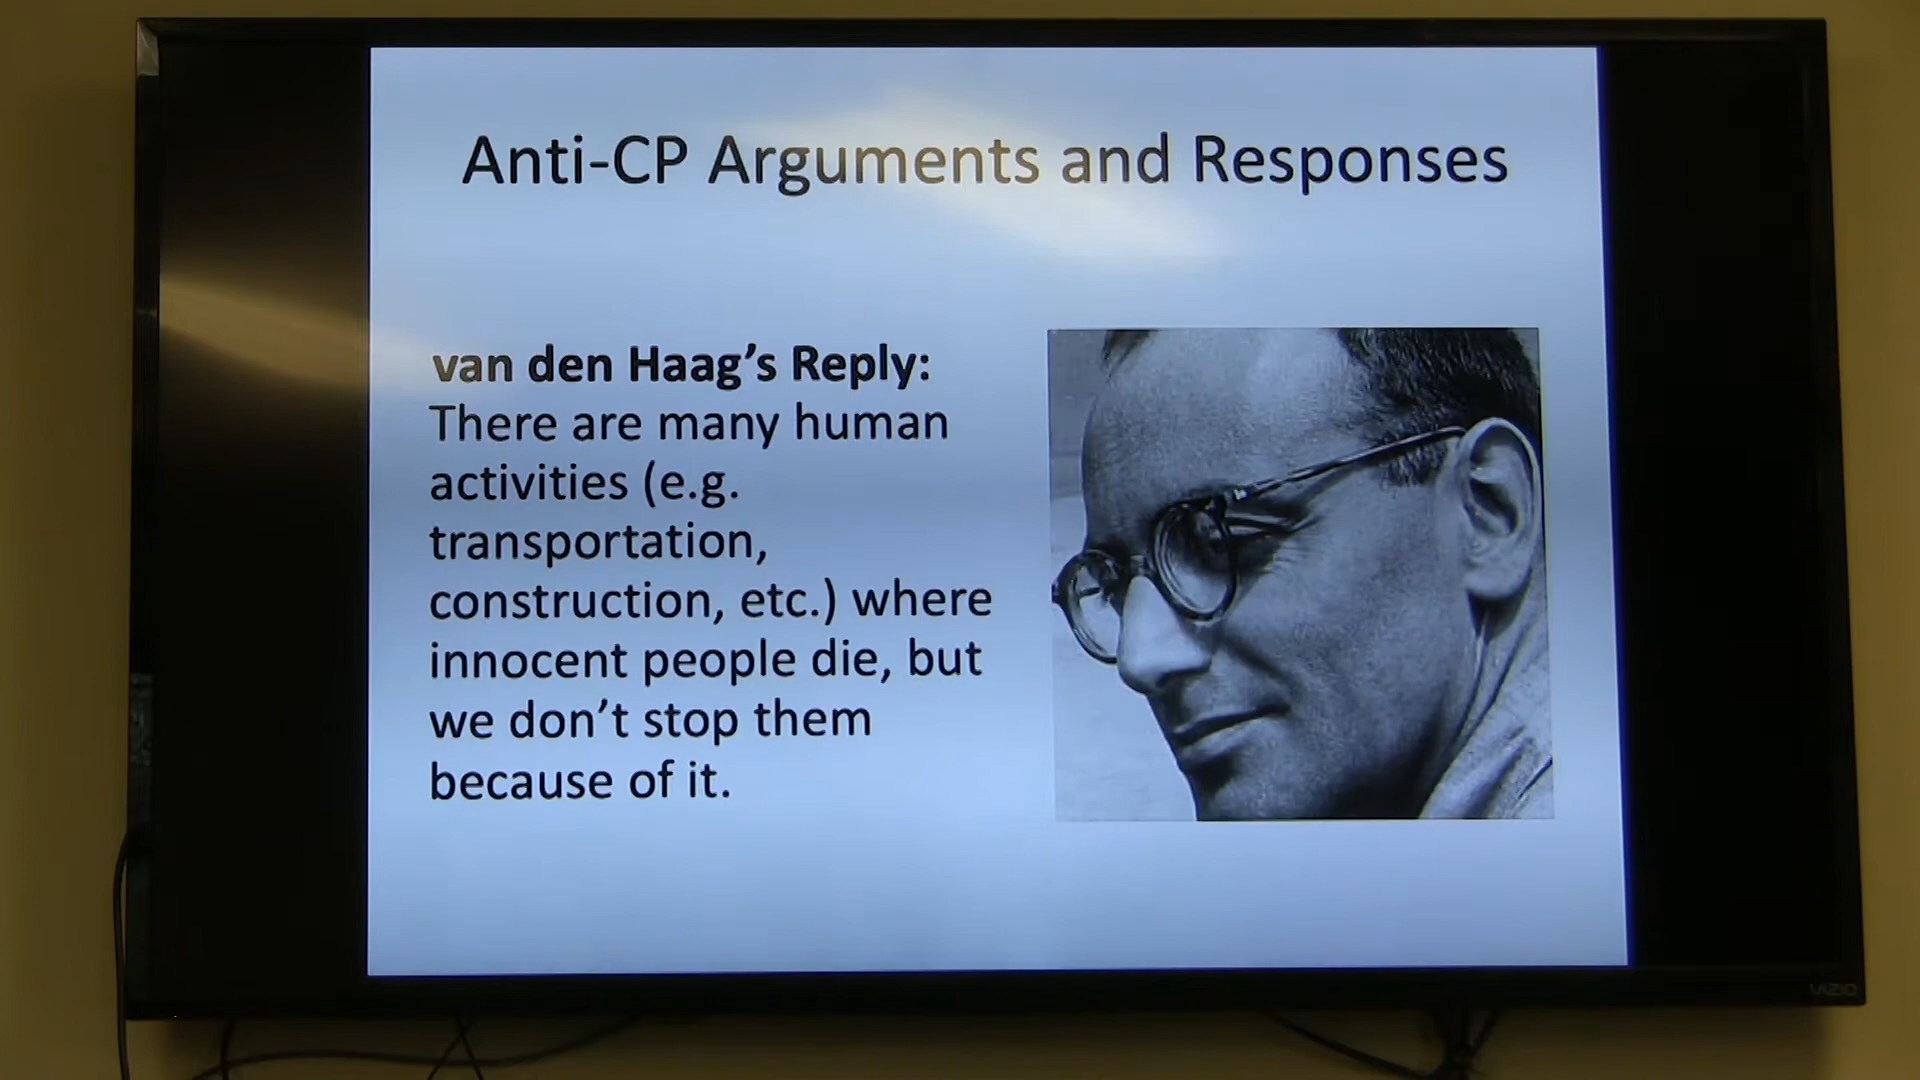 Anti-CP Arguments and Responses
van den Haag’s Reply:
There are many human
activities (e.g.
transportation,
construction, etc.) where
innocent people die, but
we don’t stop them
because of it.
VIZIO